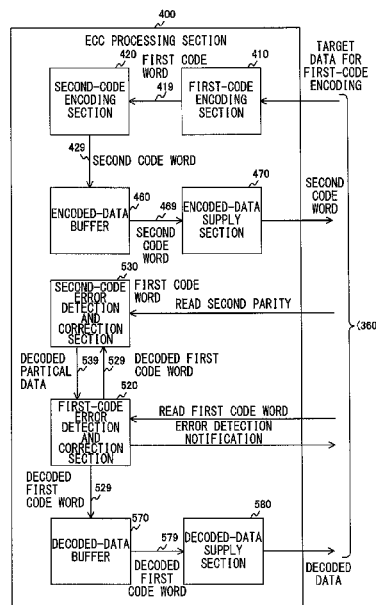 400
ECC PROCESSING SECTION
420
FIRST CODE
WORD
410
TARGET DATA FOR
FIRST-CODE
ENCODING
SECOND-CODE
ENCODING
SECTION
419
FIRST-CODE
ENCODING
SECTION
429
SECOND CODE WORD
460
470
ENCODED-DATA
BUFFER
469
SECOND
CODE WORD
ENCODED-DATA
SUPPLY
SECTION
SECOND
CODE
WORD
530
FIRST CODE
WORD
SECOND-CODE
ERROR
DETECTION
AND
CORRECTION
SECTION
READ SECOND PARITY
(360
DECODED
PARTICAL
DATA
539
529
DECODED FIRST
CODE WORD
520
FIRST-CODE
ERROR
DETECTION
AND
CORRECTION
SECTION
READ FIRST CODE WORD
ERROR DETECTION
NOTIFICATION
DECODED
FIRST
CODE WORD
529
570
580
DECODED-DATA
BUFFER
579
DECODED FIRST
CODE WORD
DECODED-DATA
SUPPLY
SECTION
DECODED
DATA